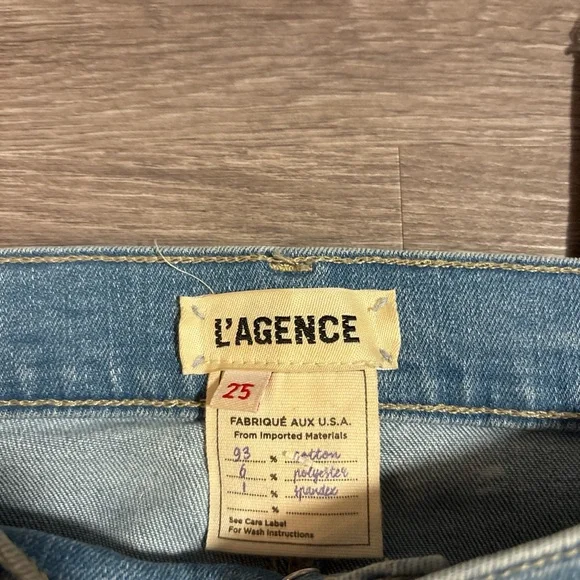 L'AGENCE
25
FABRIQUÉ AUX U.S.A.
From Imported Materials
93 % cotton
6 % polyester
1 % spandex
%
See Care Label
For Wash Instructions